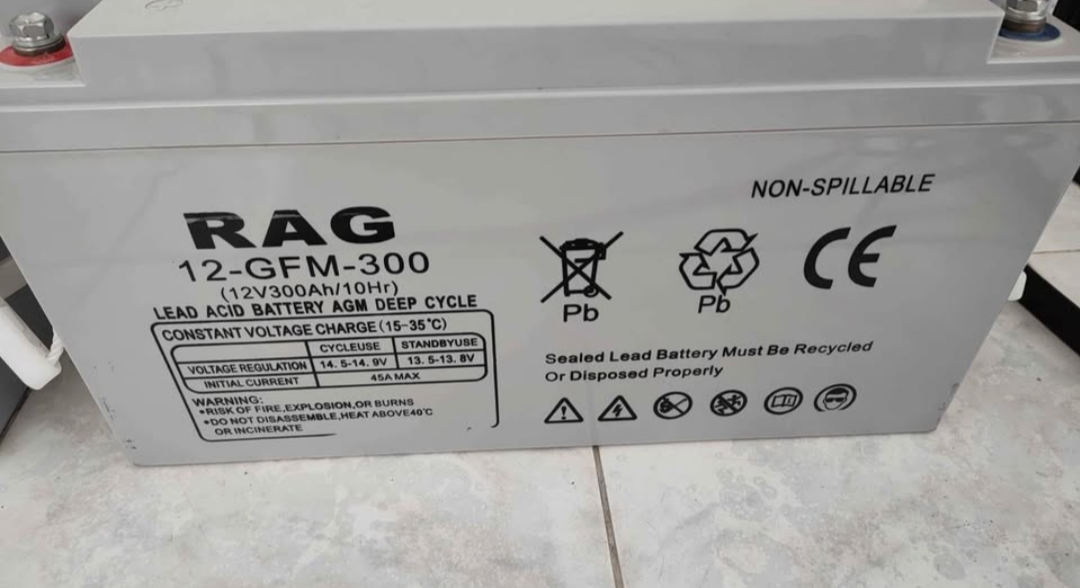 NON-SPILLABLE
RAG
12-GFM-300
(12V300Ah/10Hr)
LEAD ACID BATTERY AGM DEEP CYCLE
CONSTANT VOLTAGE CHARGE(15-35°C)
CYCLEUSE STANDBYUSE
VOLTAGE REGULATION 14.5-14.9V 13.5-13.8V
INITIAL CURRENT 45A MAX
WARNING:
•RISK OF FIRE,EXPLOSION,OR BURNS
•DO NOT DISASSEMBLE,HEAT ABOVE40°C
OR INCINERATE
Pb
Pb
CE
Sealed Lead Battery Must Be Recycled
Or Disposed Properly